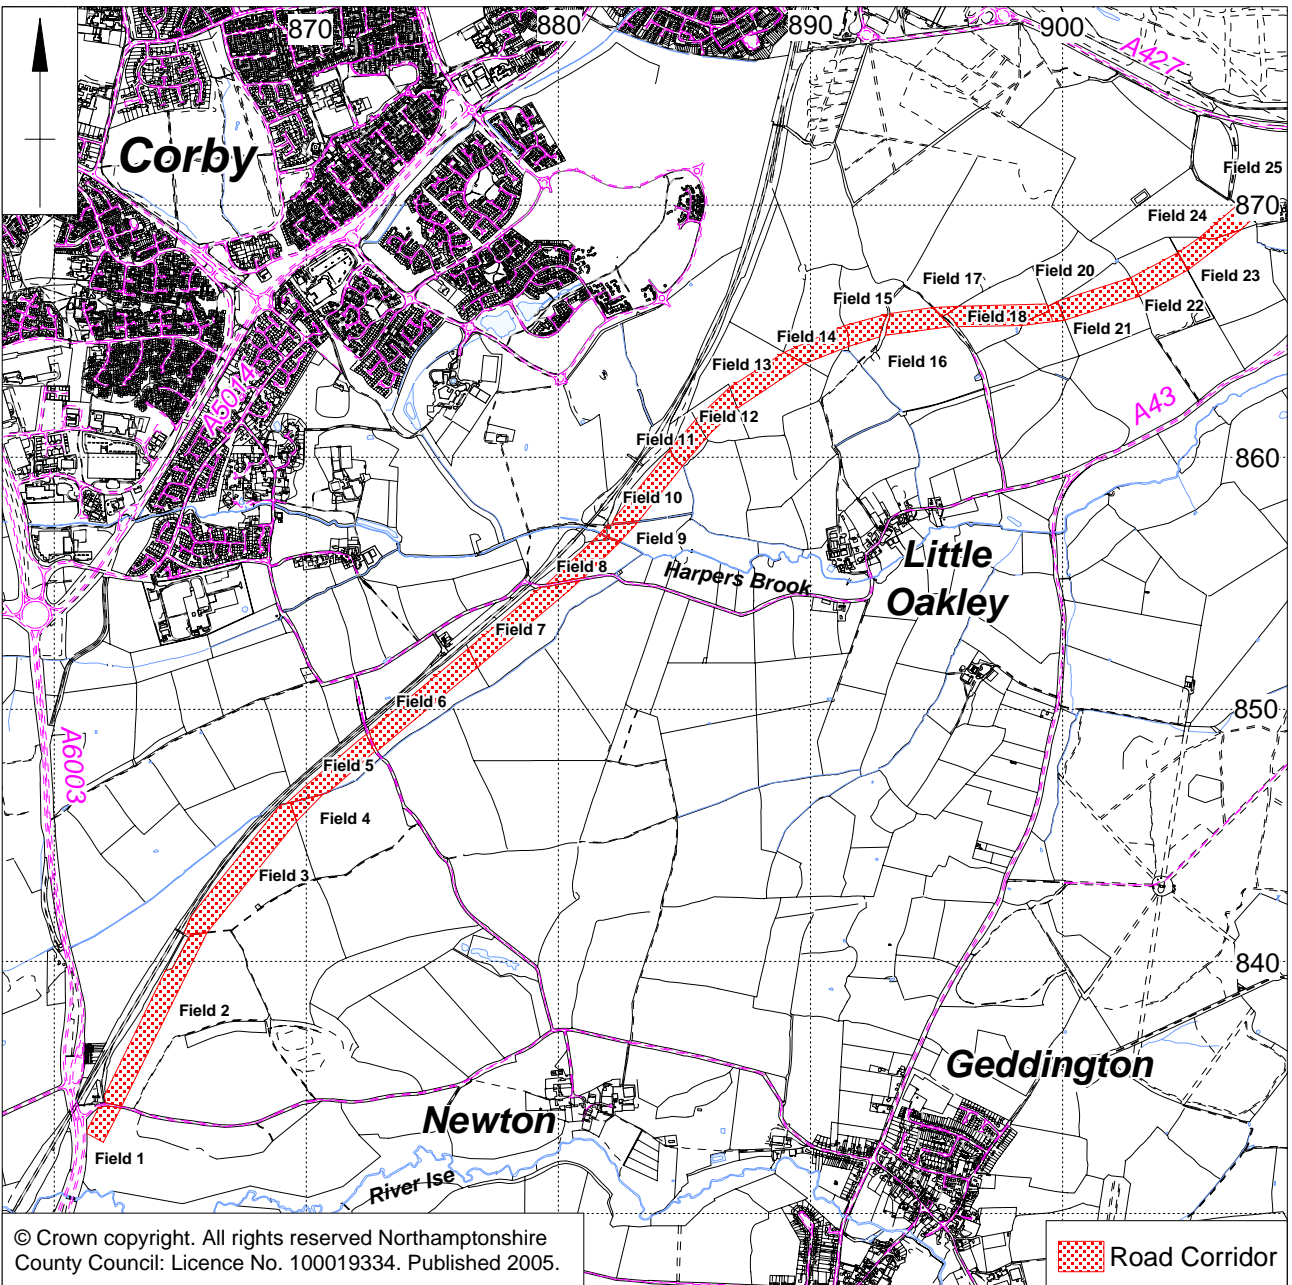 870
880
890
900
A427
Corby
Field 25
Field 24
870
Field 23
Field 20
Field 17
Field 15
Field 22
Field 18
Field 21
Field 14
Field 16
Field 13
A5014
A43
Field 12
Field 11
860
Field 10
Field 9
Field 8
Harpers Brook
Little
Oakley
Field 7
Field 6
850
A6003
Field 5
Field 4
Field 3
840
Field 2
Geddington
Newton
Field 1
River Ise
© Crown copyright. All rights reserved Northamptonshire
County Council: Licence No. 100019334. Published 2005.
Road Corridor